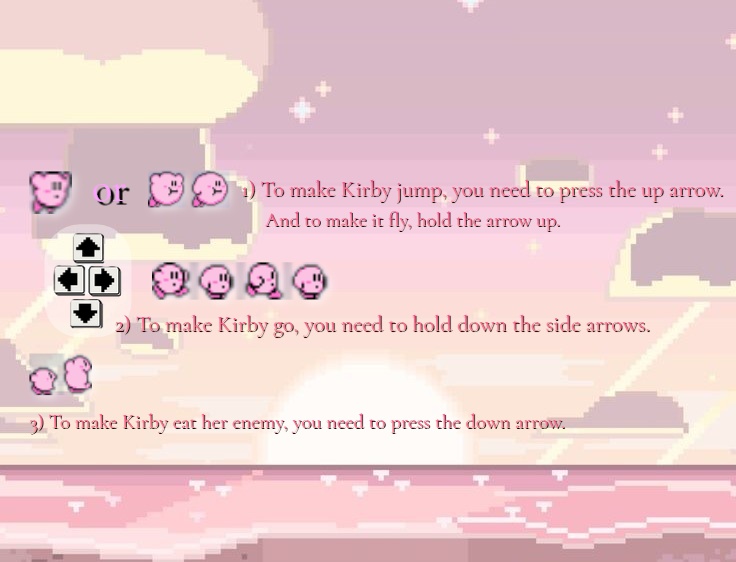 or
1) To make Kirby jump, you need to press the up arrow.
And to make it fly, hold the arrow up.
2) To make Kirby go, you need to hold down the side arrows.
3) To make Kirby eat her enemy, you need to press the down arrow.